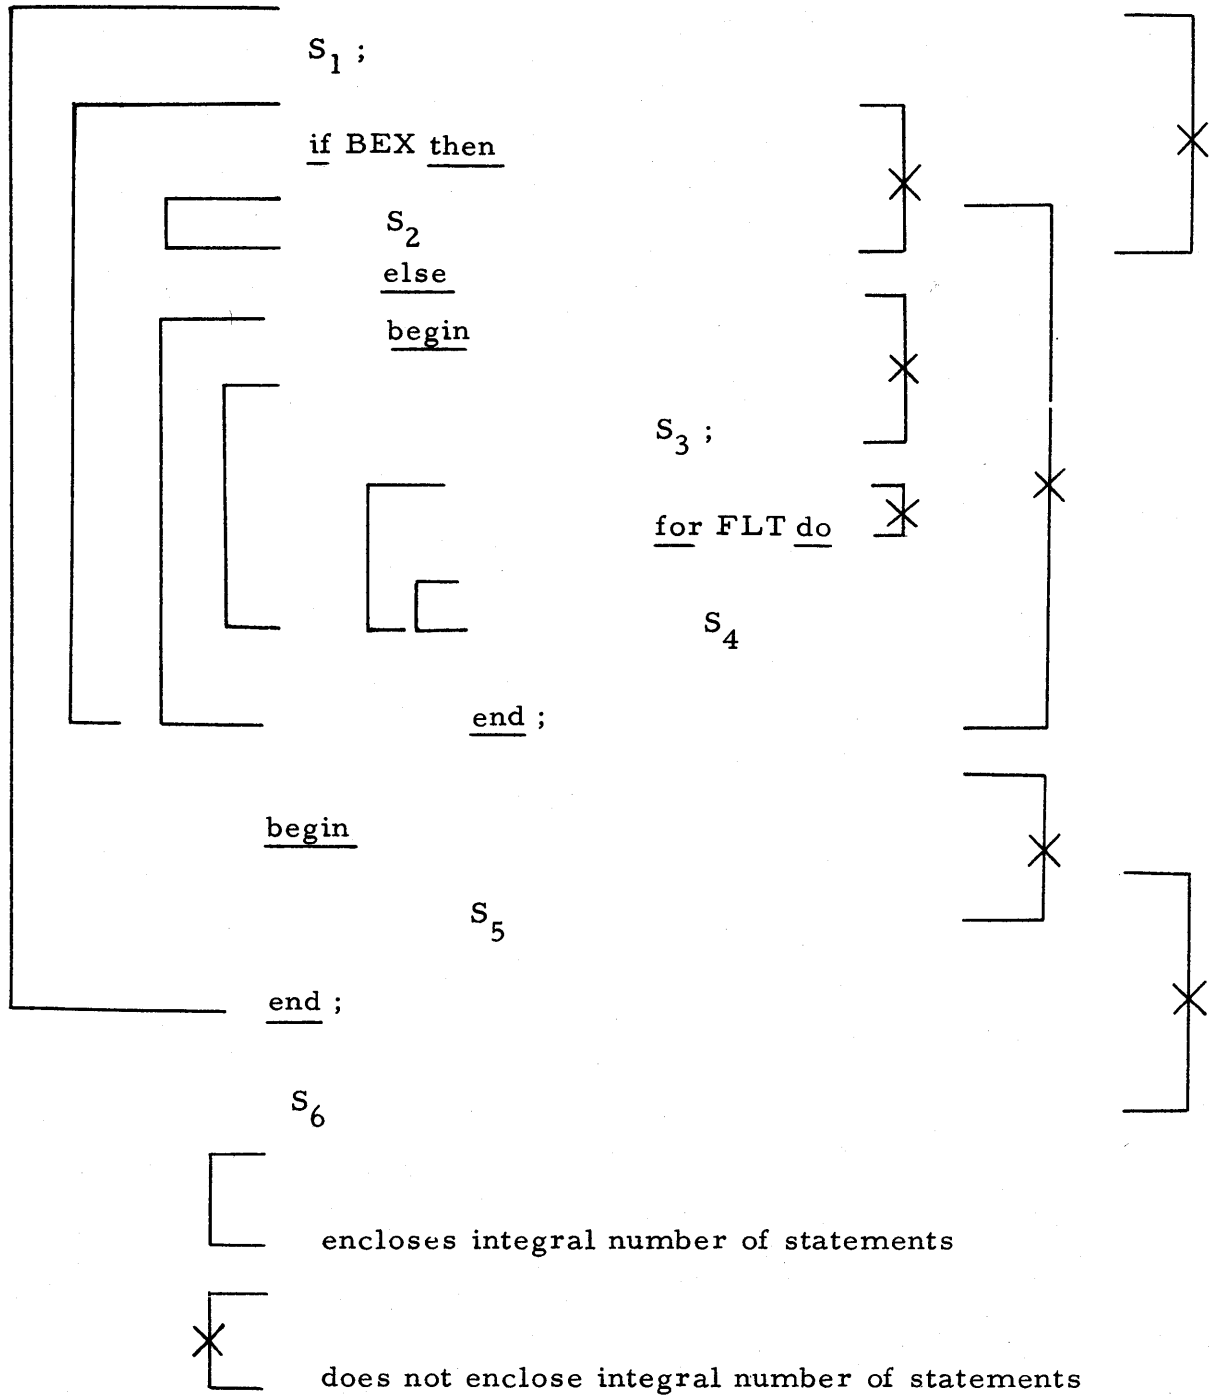 S1 ;
if BEX then
S2
else
begin
S3 ;
for FLT do
S4
end ;
begin
S5
end ;
S6
encloses integral number of statements
does not enclose integral number of statements